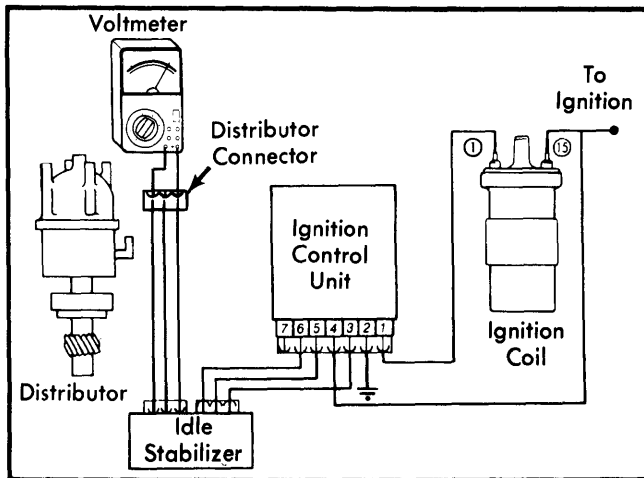 Voltmeter
To
Ignition
Distributor
Connector
① ⑮
Ignition
Control
Unit
7 6 5 4 3 2 1
Ignition
Coil
Distributor
Idle
Stabilizer